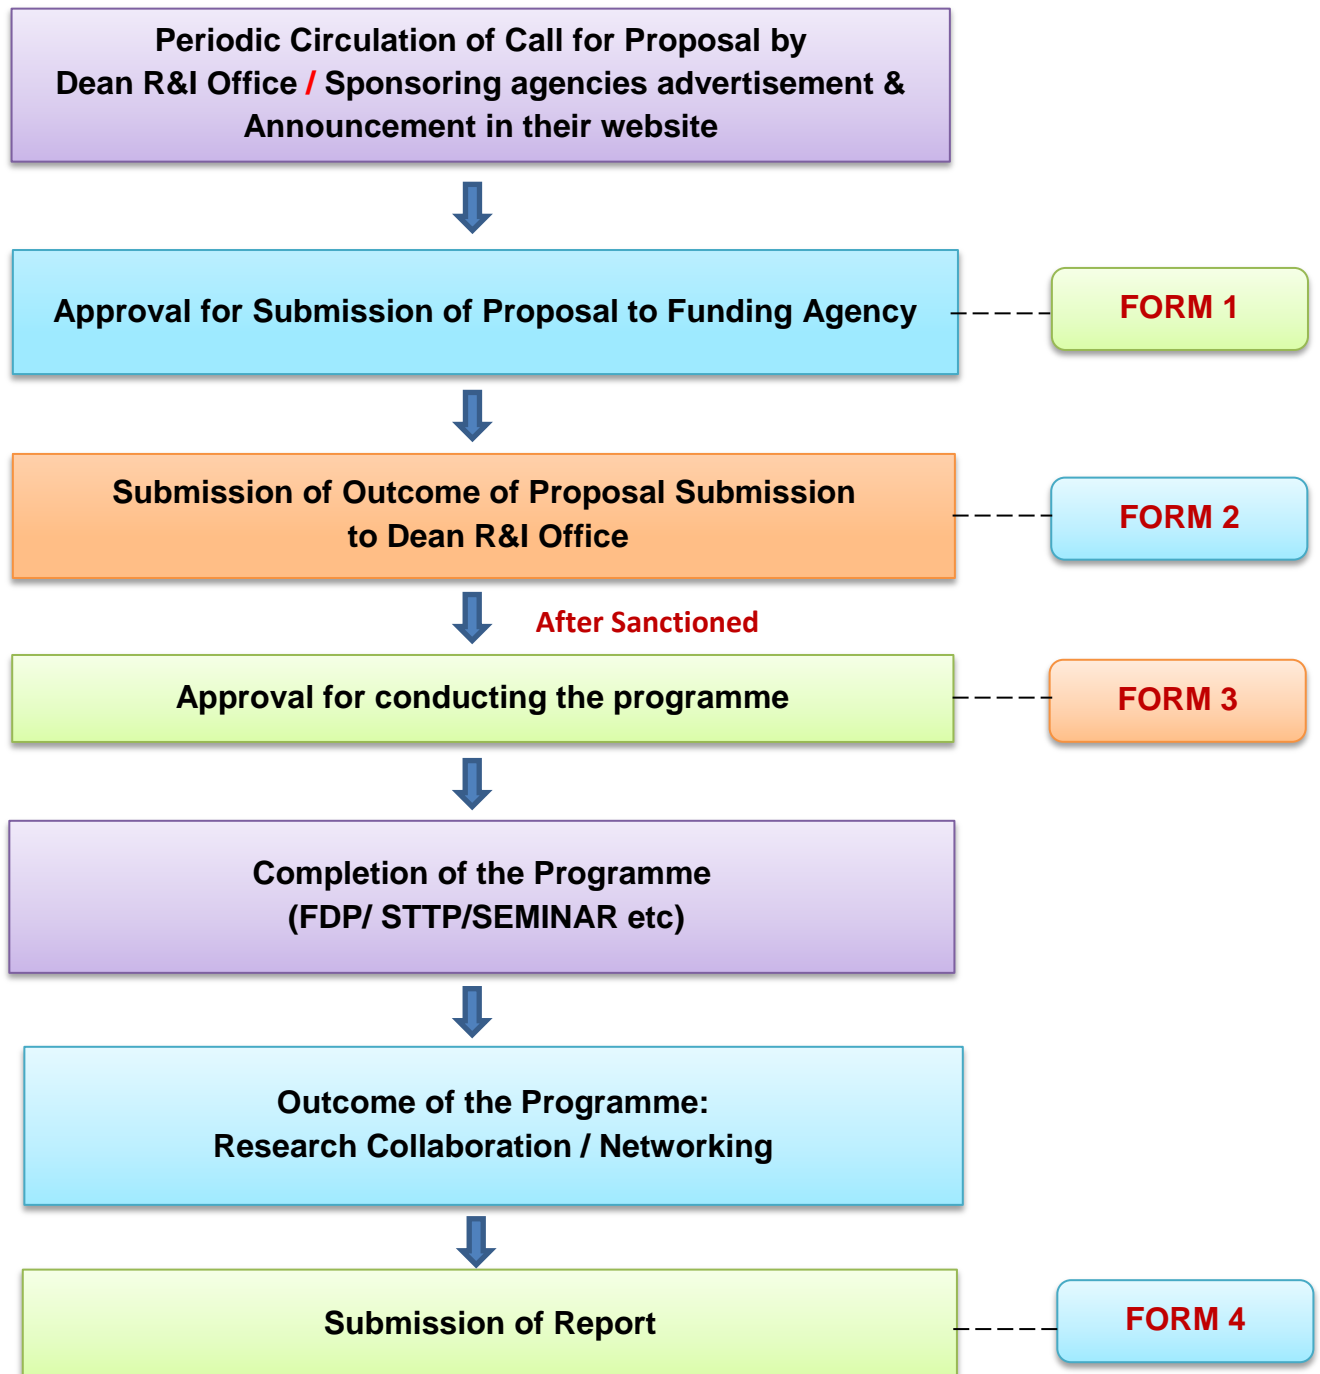 Periodic Circulation of Call for Proposal by
Dean R&I Office / Sponsoring agencies advertisement &
Announcement in their website
Approval for Submission of Proposal to Funding Agency
FORM 1
Submission of Outcome of Proposal Submission
to Dean R&I Office
FORM 2
After Sanctioned
Approval for conducting the programme
FORM 3
Completion of the Programme
(FDP/ STTP/SEMINAR etc)
Outcome of the Programme:
Research Collaboration / Networking
Submission of Report
FORM 4